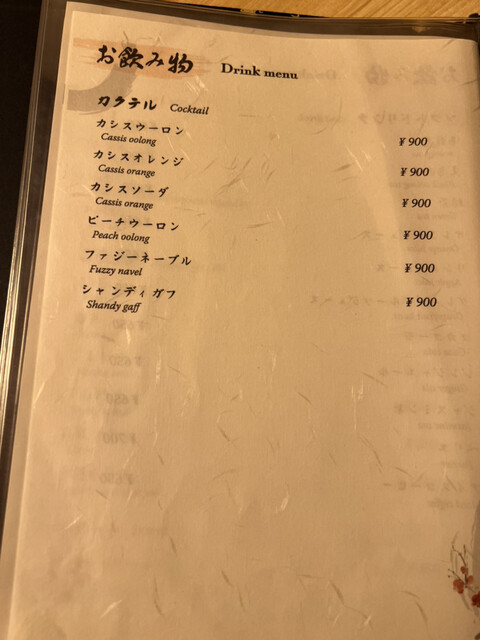 お飲み物 Drink menu
カクテル Cocktail
カシスウーロン
Cassis oolong ¥900
カシスオレンジ
Cassis orange ¥900
カシスソーダ
Cassis orange ¥900
ピーチウーロン
Peach oolong ¥900
ファジーネーブル
Fuzzy navel ¥900
シャンディガフ
Shandy gaff ¥900